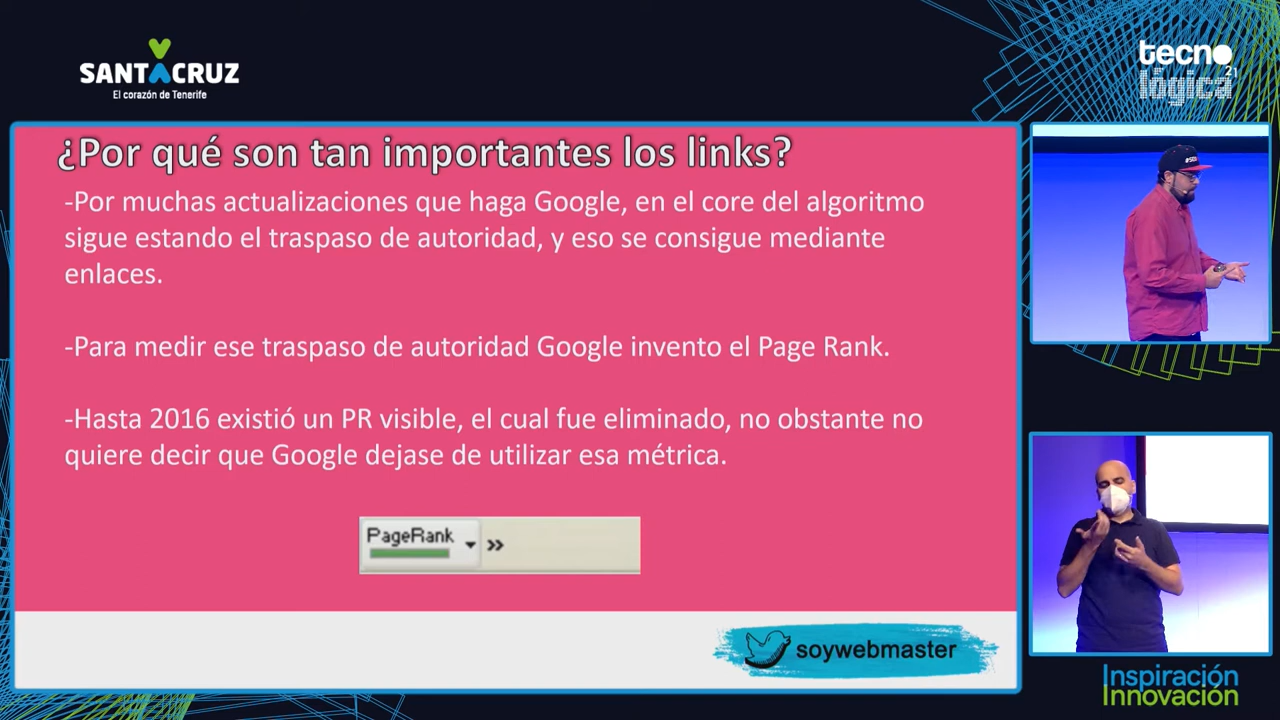 SANTACRUZ
El corazón de Tenerife
tecno
lógica
21
¿Por qué son tan importantes los links?
-Por muchas actualizaciones que haga Google, en el core del algoritmo
sigue estando el traspaso de autoridad, y eso se consigue mediante
enlaces.
-Para medir ese traspaso de autoridad Google invento el Page Rank.
-Hasta 2016 existió un PR visible, el cual fue eliminado, no obstante no
quiere decir que Google dejase de utilizar esa métrica.
PageRank
soywebmaster
Inspiración
Innovación